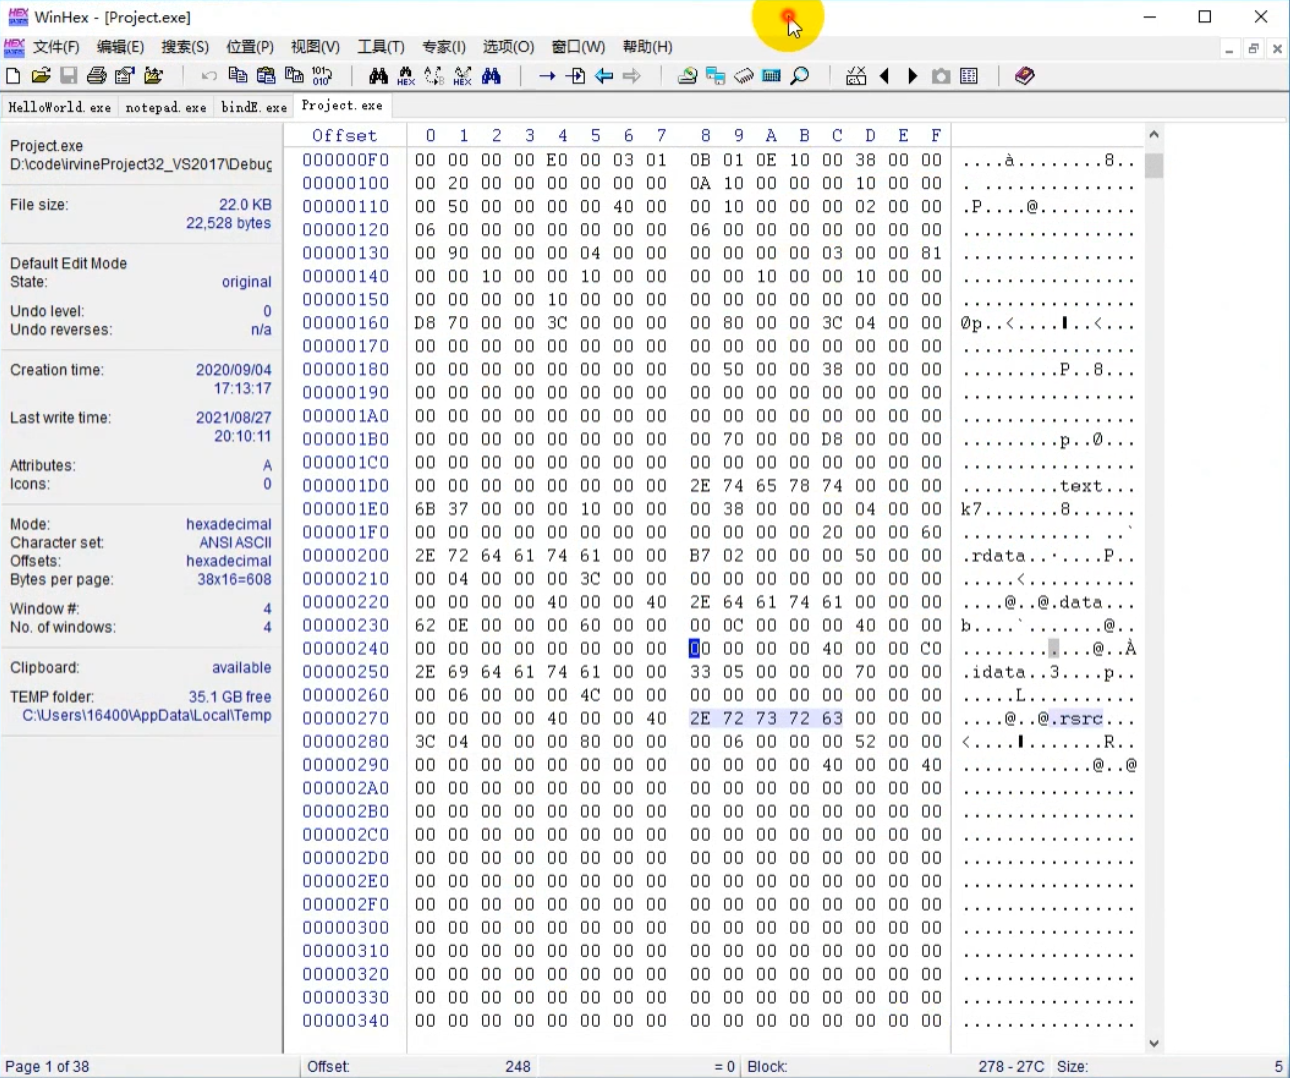 WinHex - [Project.exe]
文件(F) 编辑(E) 搜索(S) 位置(P) 视图(V) 工具(T) 专家(I) 选项(O) 窗口(W) 帮助(H)
HelloWorld.exe notepad.exe bindE.exe Project.exe
Project.exe
D:\code\irvineProject32_VS2017\Debug
File size: 22.0 KB
22,528 bytes
Default Edit Mode
State: original
Undo level: 0
Undo reverses: n/a
Creation time: 2020/09/04
17:13:17
Last write time: 2021/08/27
20:10:11
Attributes: A
Icons: 0
Mode: hexadecimal
Character set: ANSI ASCII
Offsets: hexadecimal
Bytes per page: 38x16=608
Window #: 4
No. of windows: 4
Clipboard: available
TEMP folder: 35.1 GB free
C:\Users\16400\AppData\Local\Temp
Offset 0 1 2 3 4 5 6 7 8 9 A B C D E F
000000F0 00 00 00 00 E0 00 03 01 0B 01 0E 10 00 38 00 00 ....à........8..
00000100 00 20 00 00 00 00 00 00 0A 10 00 00 00 10 00 00 . ..............
00000110 00 50 00 00 00 00 40 00 00 10 00 00 00 02 00 00 .P....@.........
00000120 06 00 00 00 00 00 00 00 06 00 00 00 00 00 00 00 ................
00000130 00 90 00 00 00 04 00 00 00 00 00 00 03 00 00 81 ................
00000140 00 00 10 00 00 10 00 00 00 00 10 00 00 10 00 00 ................
00000150 00 00 00 00 10 00 00 00 00 00 00 00 00 00 00 00 ................
00000160 D8 70 00 00 3C 00 00 00 00 80 00 00 3C 04 00 00 Øp..<....▮..<...
00000170 00 00 00 00 00 00 00 00 00 00 00 00 00 00 00 00 ................
00000180 00 00 00 00 00 00 00 00 00 50 00 00 38 00 00 00 .........P..8...
00000190 00 00 00 00 00 00 00 00 00 00 00 00 00 00 00 00 ................
000001A0 00 00 00 00 00 00 00 00 00 00 00 00 00 00 00 00 ................
000001B0 00 00 00 00 00 00 00 00 00 70 00 00 D8 00 00 00 .........p..Ø...
000001C0 00 00 00 00 00 00 00 00 00 00 00 00 00 00 00 00 ................
000001D0 00 00 00 00 00 00 00 00 2E 74 65 78 74 00 00 00 .........text...
000001E0 6B 37 00 00 00 10 00 00 00 38 00 00 00 04 00 00 k7.......8......
000001F0 00 00 00 00 00 00 00 00 00 00 00 00 20 00 00 60 ............ ..`
00000200 2E 72 64 61 74 61 00 00 B7 02 00 00 00 50 00 00 .rdata..·....P..
00000210 00 04 00 00 00 3C 00 00 00 00 00 00 00 00 00 00 .....<..........
00000220 00 00 00 00 40 00 00 40 2E 64 61 74 61 00 00 00 ....@..@.data...
00000230 62 0E 00 00 00 60 00 00 00 0C 00 00 00 40 00 00 b....`.......@..
00000240 00 00 00 00 00 00 00 00 00 00 00 00 40 00 00 C0 ............@..À
00000250 2E 69 64 61 74 61 00 00 33 05 00 00 00 70 00 00 .idata..3....p..
00000260 00 06 00 00 00 4C 00 00 00 00 00 00 00 00 00 00 .....L..........
00000270 00 00 00 00 40 00 00 40 2E 72 73 72 63 00 00 00 ....@..@.rsrc...
00000280 3C 04 00 00 00 80 00 00 00 06 00 00 00 52 00 00 <....▮.......R..
00000290 00 00 00 00 00 00 00 00 00 00 00 00 40 00 00 40 ............@..@
000002A0 00 00 00 00 00 00 00 00 00 00 00 00 00 00 00 00 ................
000002B0 00 00 00 00 00 00 00 00 00 00 00 00 00 00 00 00 ................
000002C0 00 00 00 00 00 00 00 00 00 00 00 00 00 00 00 00 ................
000002D0 00 00 00 00 00 00 00 00 00 00 00 00 00 00 00 00 ................
000002E0 00 00 00 00 00 00 00 00 00 00 00 00 00 00 00 00 ................
000002F0 00 00 00 00 00 00 00 00 00 00 00 00 00 00 00 00 ................
00000300 00 00 00 00 00 00 00 00 00 00 00 00 00 00 00 00 ................
00000310 00 00 00 00 00 00 00 00 00 00 00 00 00 00 00 00 ................
00000320 00 00 00 00 00 00 00 00 00 00 00 00 00 00 00 00 ................
00000330 00 00 00 00 00 00 00 00 00 00 00 00 00 00 00 00 ................
00000340 00 00 00 00 00 00 00 00 00 00 00 00 00 00 00 00 ................
Page 1 of 38 Offset: 248 = 0 Block: 278 - 27C Size: 5